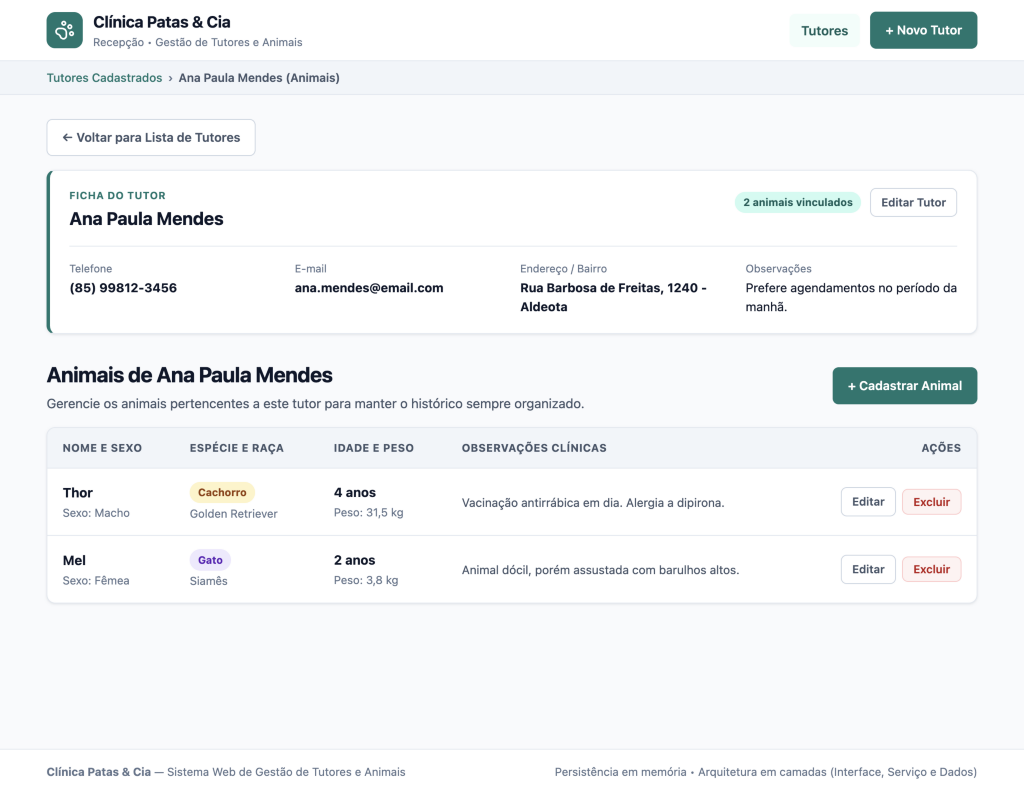 Clínica Patas & Cia
Recepção • Gestão de Tutores e Animais
Tutores
+ Novo Tutor
Tutores Cadastrados › Ana Paula Mendes (Animais)
← Voltar para Lista de Tutores
FICHA DO TUTOR
Ana Paula Mendes
2 animais vinculados
Editar Tutor
Telefone
(85) 99812-3456
E-mail
ana.mendes@email.com
Endereço / Bairro
Rua Barbosa de Freitas, 1240 -
Aldeota
Observações
Prefere agendamentos no período da
manhã.
Animais de Ana Paula Mendes
Gerencie os animais pertencentes a este tutor para manter o histórico sempre organizado.
+ Cadastrar Animal
NOME E SEXO ESPÉCIE E RAÇA IDADE E PESO OBSERVAÇÕES CLÍNICAS AÇÕES
Thor
Sexo: Macho
Cachorro
Golden Retriever
4 anos
Peso: 31,5 kg
Vacinação antirrábica em dia. Alergia a dipirona.
Editar
Excluir
Mel
Sexo: Fêmea
Gato
Siamês
2 anos
Peso: 3,8 kg
Animal dócil, porém assustada com barulhos altos.
Editar
Excluir
Clínica Patas & Cia — Sistema Web de Gestão de Tutores e Animais
Persistência em memória • Arquitetura em camadas (Interface, Serviço e Dados)